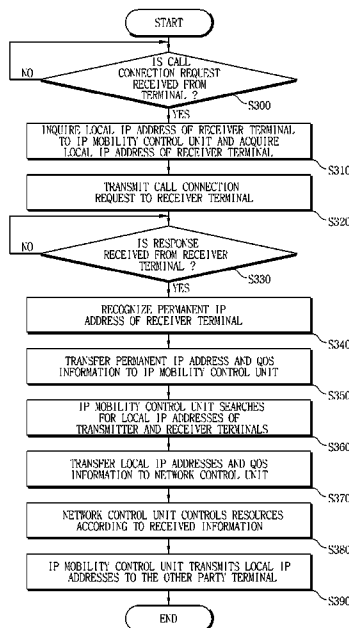 START
IS CALL
CONNECTION REQUEST
RECEIVED FROM
TERMINAL ?
NO
S300
YES
INQUIRE LOCAL IP ADDRESS OF RECEIVER TERMINAL
TO IP MOBILITY CONTROL UNIT AND ACQUIRE
LOCAL IP ADDRESS OF RECEIVER TERMINAL
S310
TRANSMIT CALL CONNECTION
REQUEST TO RECEIVER TERMINAL
S320
IS RESPONSE
RECEIVED FROM RECEIVER
TERMINAL ?
NO
S330
YES
RECOGNIZE PERMANENT IP
ADDRESS OF RECEIVER TERMINAL
S340
TRANSFER PERMANENT IP ADDRESS AND QOS
INFORMATION TO IP MOBILITY CONTROL UNIT
S350
IP MOBILITY CONTROL UNIT SEARCHES
FOR LOCAL IP ADDRESSES OF
TRANSMITTER AND RECEIVER TERMINALS
S360
TRANSFER LOCAL IP ADDRESSES AND QOS
INFORMATION TO NETWORK CONTROL UNIT
S370
NETWORK CONTROL UNIT CONTROLS RESOURCES
ACCORDING TO RECEIVED INFORMATION
S380
IP MOBILITY CONTROL UNIT TRANSMITS LOCAL IP
ADDRESSES TO THE OTHER PARTY TERMINAL
S390
END